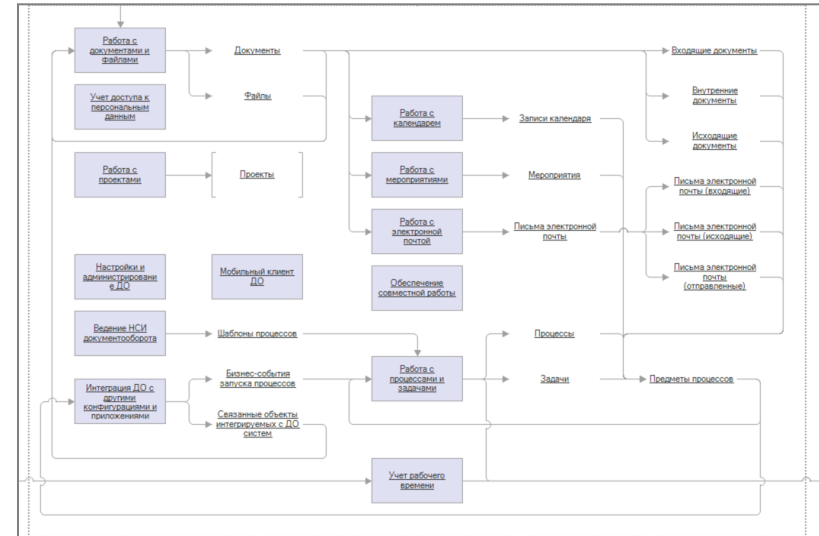 Работа с
документами и
файлами
Документы
Входящие документы
Учет доступа к
персональным
данным
Файлы
Внутренние
документы
Работа с
календарем
Записи календаря
Исходящие
документы
Работа с
проектами
Проекты
Работа с
мероприятиями
Мероприятия
Письма электронной
почты (входящие)
Работа с
электронной
почтой
Письма электронной
почты
Письма электронной
почты (исходящие)
Настройки и
администрировани
е ДО
Мобильный клиент
ДО
Обеспечение
совместной работы
Письма электронной
почты
(отправленные)
Ведение НСИ
документооборота
Шаблоны процессов
Процессы
Интеграция ДО с
другими
конфигурациями и
приложениями
Бизнес-события
запуска процессов
Работа с
процессами и
задачами
Задачи
Предметы процессов
Связанные объекты
интегрируемых с ДО
систем
Учет рабочего
времени